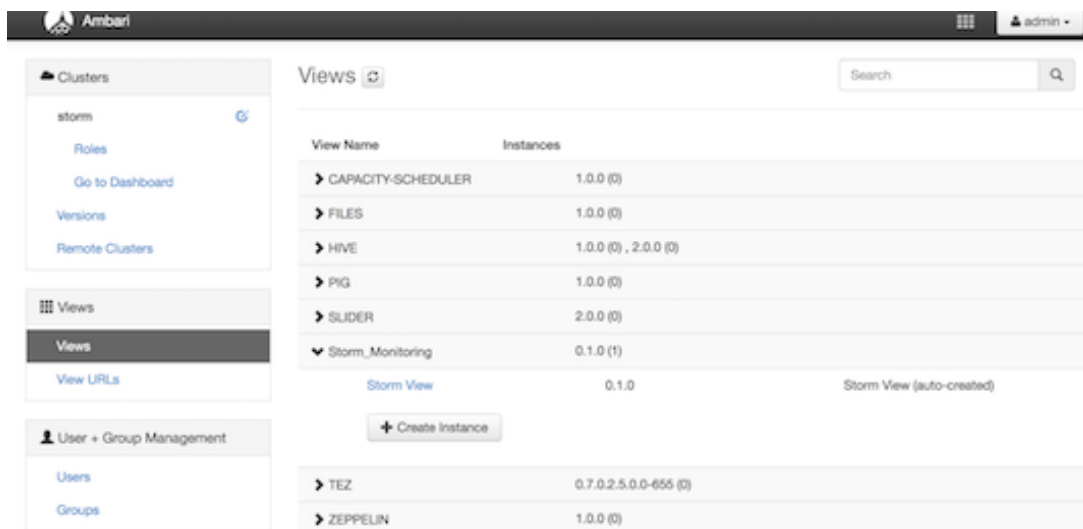 Ambari
admin
Clusters
storm
Roles
Go to Dashboard
Versions
Remote Clusters
Views
Views
View URLs
User + Group Management
Users
Groups
Views
Search
View Name Instances
CAPACITY-SCHEDULER 1.0.0 (0)
FILES 1.0.0 (0)
HIVE 1.0.0 (0) , 2.0.0 (0)
PIG 1.0.0 (0)
SLIDER 2.0.0 (0)
Storm_Monitoring 0.1.0 (1)
Storm View 0.1.0 Storm View (auto-created)
Create Instance
TEZ 0.7.0.2.5.0.0-655 (0)
ZEPPELIN 1.0.0 (0)